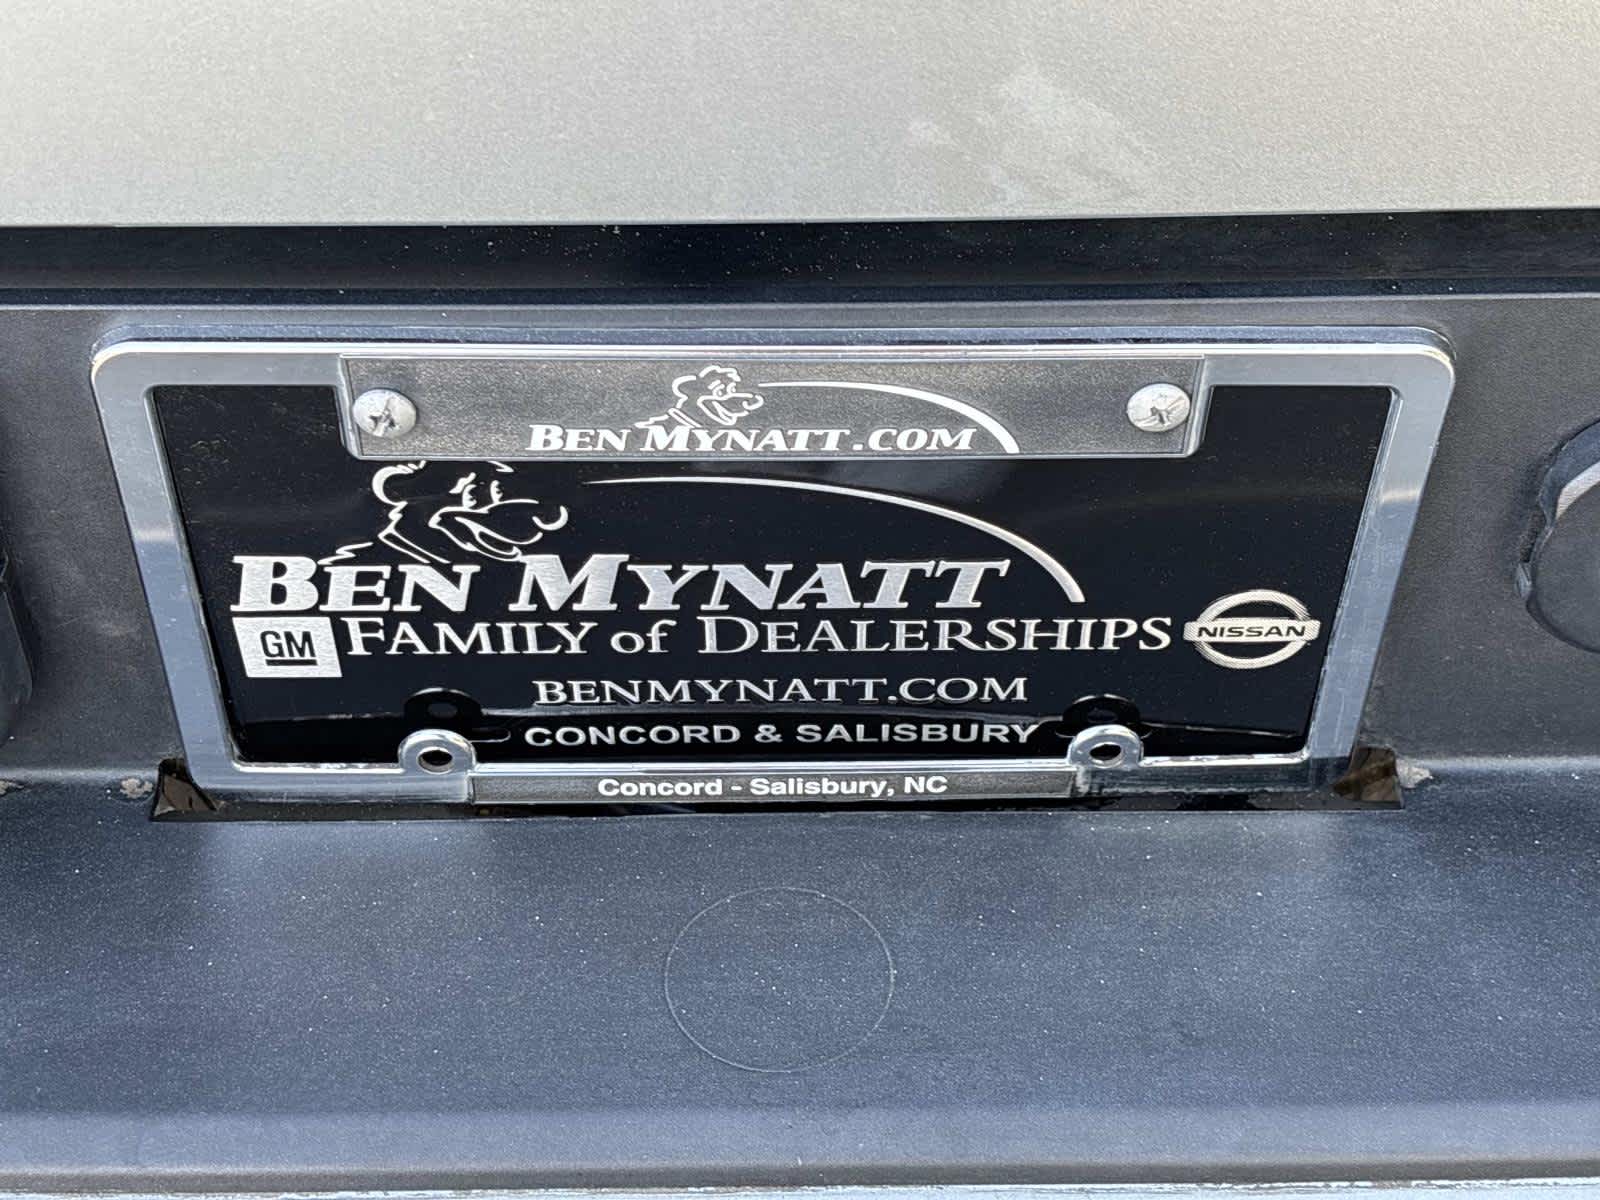 BEN MYNATT.COM
BEN MYNATT
GM FAMILY of DEALERSHIPS NISSAN
BENMYNATT.COM
CONCORD & SALISBURY
Concord - Salisbury, NC